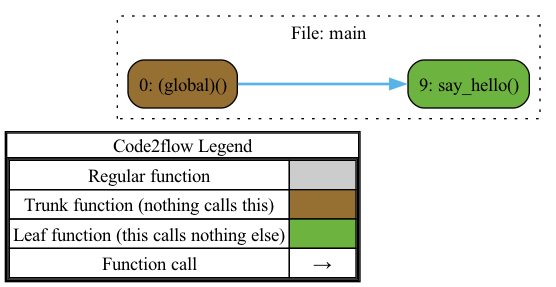 File: main
0: (global)()
9: say_hello()
Code2flow Legend
Regular function
Trunk function (nothing calls this)
Leaf function (this calls nothing else)
Function call →